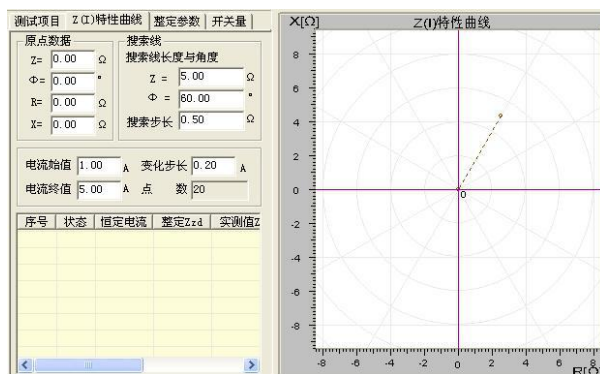 测试项目 Z(I)特性曲线 整定参数 开关量
原点数据
Z= 0.00 Ω
Φ= 0.00 °
R= 0.00 Ω
X= 0.00 Ω
搜索线
搜索线长度与角度
Z = 5.00 Ω
Φ = 60.00 °
搜索步长 0.50 Ω
电流始值 1.00 A 变化步长 0.20 A
电流终值 5.00 A 点 数 20
序号 状态 恒定电流 整定Zzd 实测值Z
X[Ω] Z(I)特性曲线
8
6
4
2
0
-2
-4
-6
-8
0
-8 -6 -4 -2 0 2 4 6 8
R[Ω]